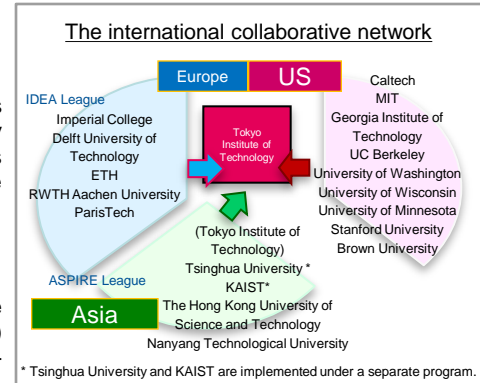 The international collaborative network
Europe
US
IDEA League
Imperial College
Delft University of
Technology
ETH
RWTH Aachen University
ParisTech
Tokyo
Institute of
Technology
Caltech
MIT
Georgia Institute of
Technology
UC Berkeley
University of Washington
University of Wisconsin
University of Minnesota
Stanford University
Brown University
ASPIRE League
Asia
(Tokyo Institute of
Technology)
Tsinghua University *
KAIST*
The Hong Kong University of
Science and Technology
Nanyang Technological University
* Tsinghua University and KAIST are implemented under a separate program.